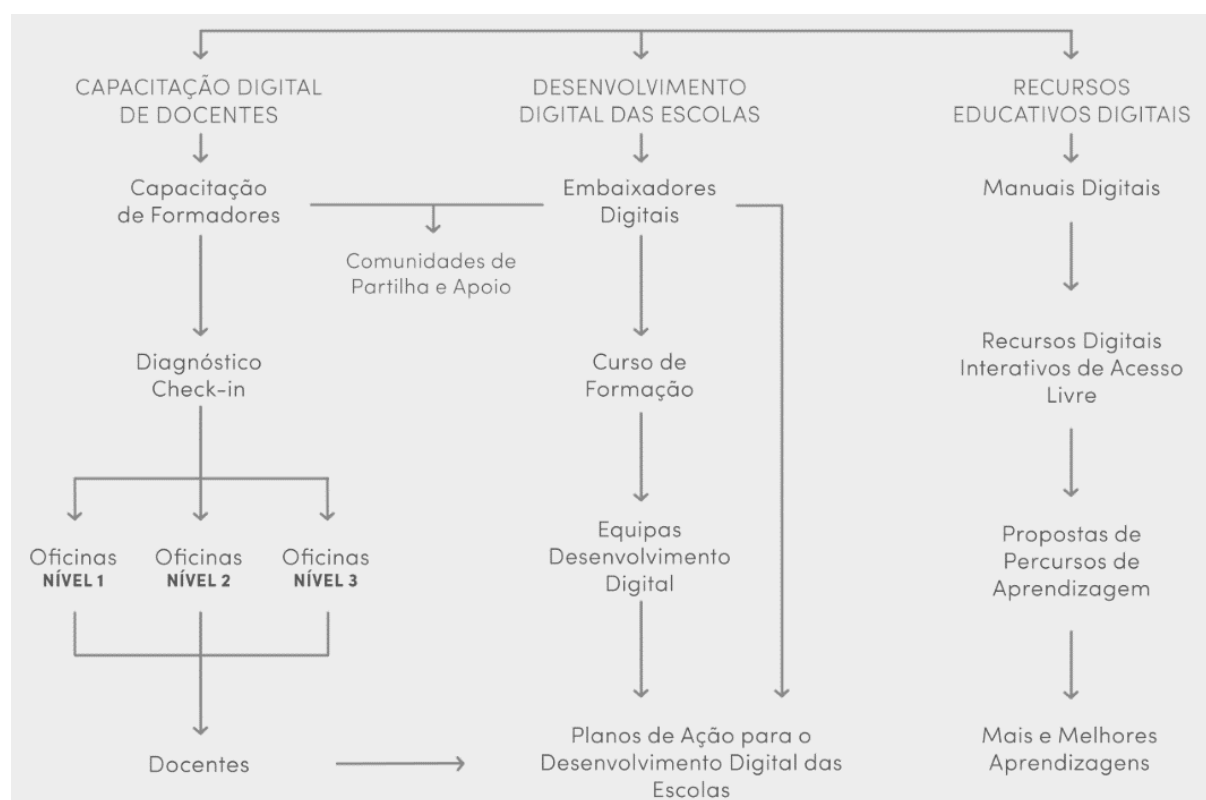 CAPACITAÇÃO DIGITAL
DE DOCENTES
DESENVOLVIMENTO
DIGITAL DAS ESCOLAS
RECURSOS
EDUCATIVOS DIGITAIS
Capacitação
de Formadores
Embaixadores
Digitais
Manuais Digitais
Comunidades de
Partilha e Apoio
Diagnóstico
Check-in
Curso de
Formação
Recursos Digitais
Interativos de Acesso
Livre
Oficinas
NÍVEL 1
Oficinas
NÍVEL 2
Oficinas
NÍVEL 3
Equipas
Desenvolvimento
Digital
Propostas de
Percursos de
Aprendizagem
Docentes
Planos de Ação para o
Desenvolvimento Digital das
Escolas
Mais e Melhores
Aprendizagens